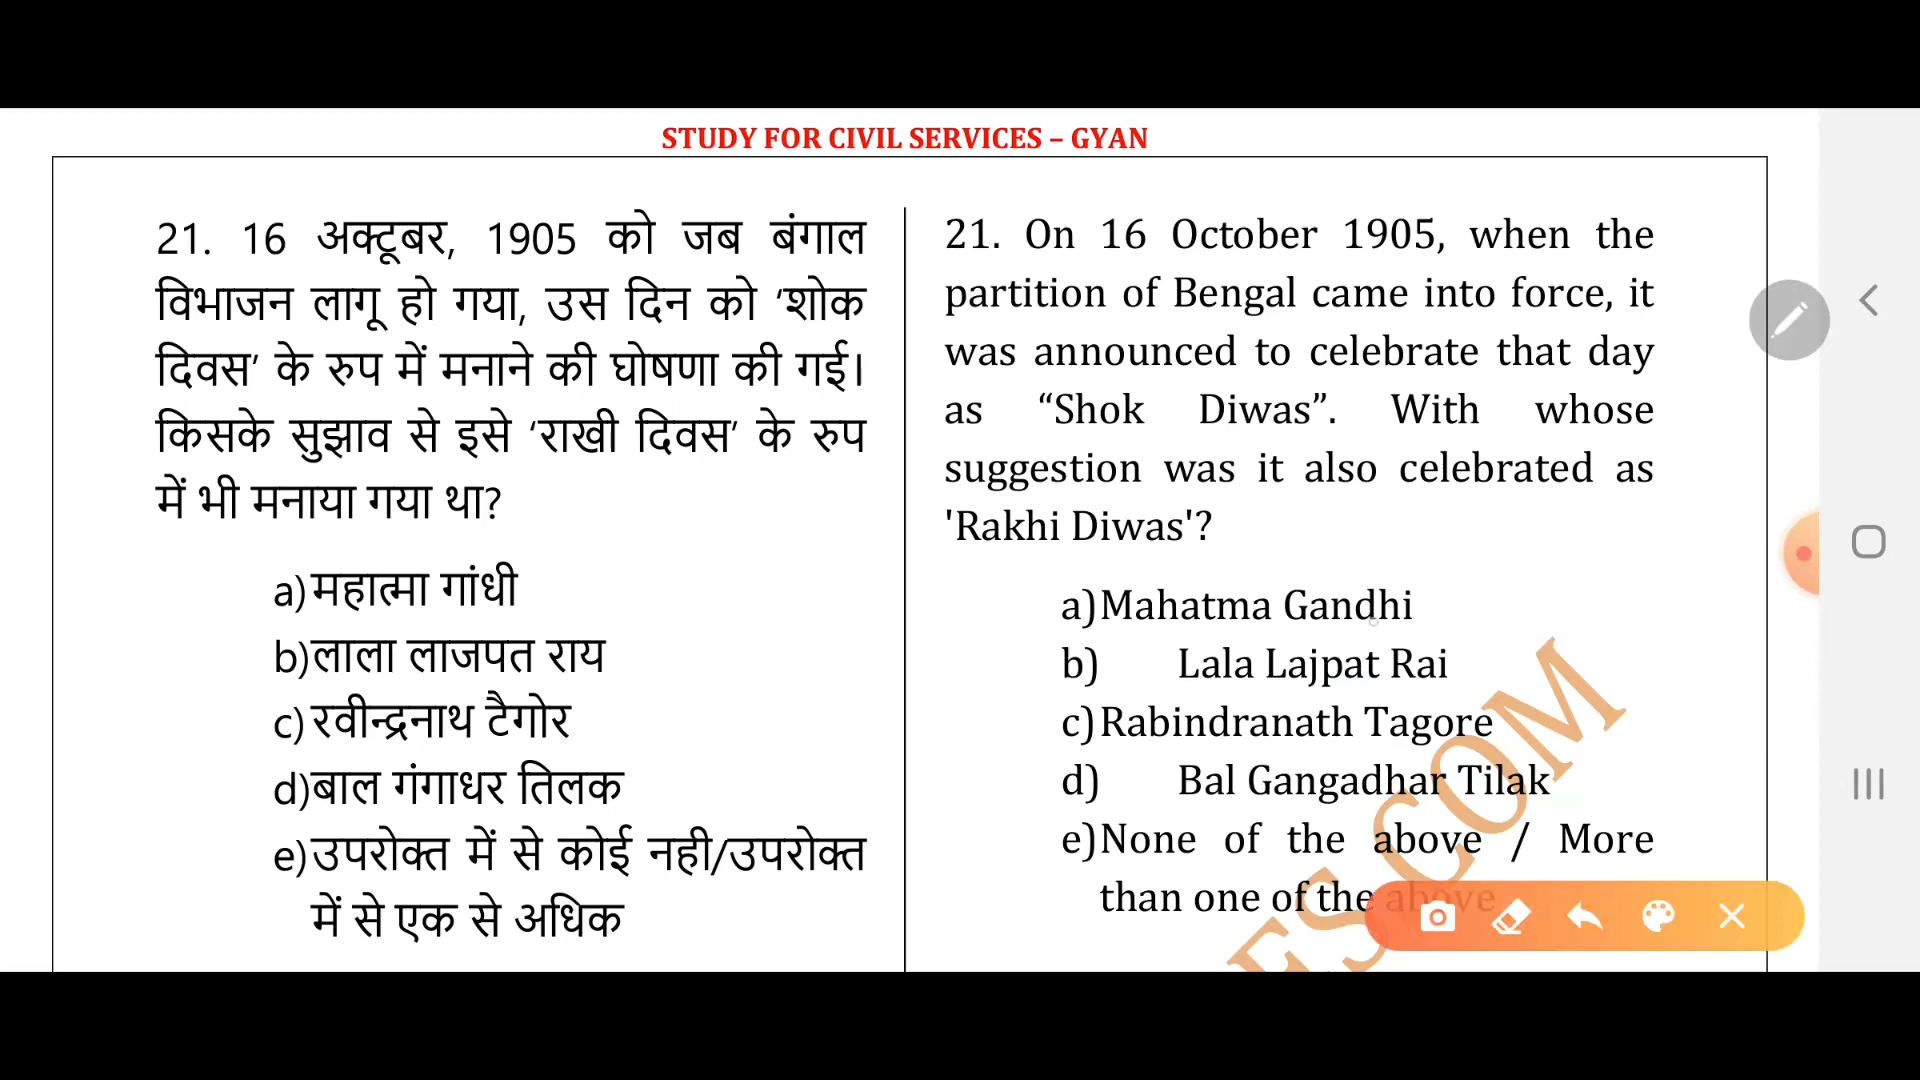 STUDY FOR CIVIL SERVICES – GYAN
21. 16 अक्टूबर, 1905 को जब बंगाल
विभाजन लागू हो गया, उस दिन को ‘शोक
दिवस’ के रुप में मनाने की घोषणा की गई।
किसके सुझाव से इसे ‘राखी दिवस’ के रुप
में भी मनाया गया था?
a) महात्मा गांधी
b) लाला लाजपत राय
c) रवीन्द्रनाथ टैगोर
d) बाल गंगाधर तिलक
e) उपरोक्त में से कोई नही/उपरोक्त
में से एक से अधिक
21. On 16 October 1905, when the
partition of Bengal came into force, it
was announced to celebrate that day
as “Shok Diwas”. With whose
suggestion was it also celebrated as
'Rakhi Diwas'?
a) Mahatma Gandhi
b) Lala Lajpat Rai
c) Rabindranath Tagore
d) Bal Gangadhar Tilak
e) None of the above / More
than one of the above
ES.COM